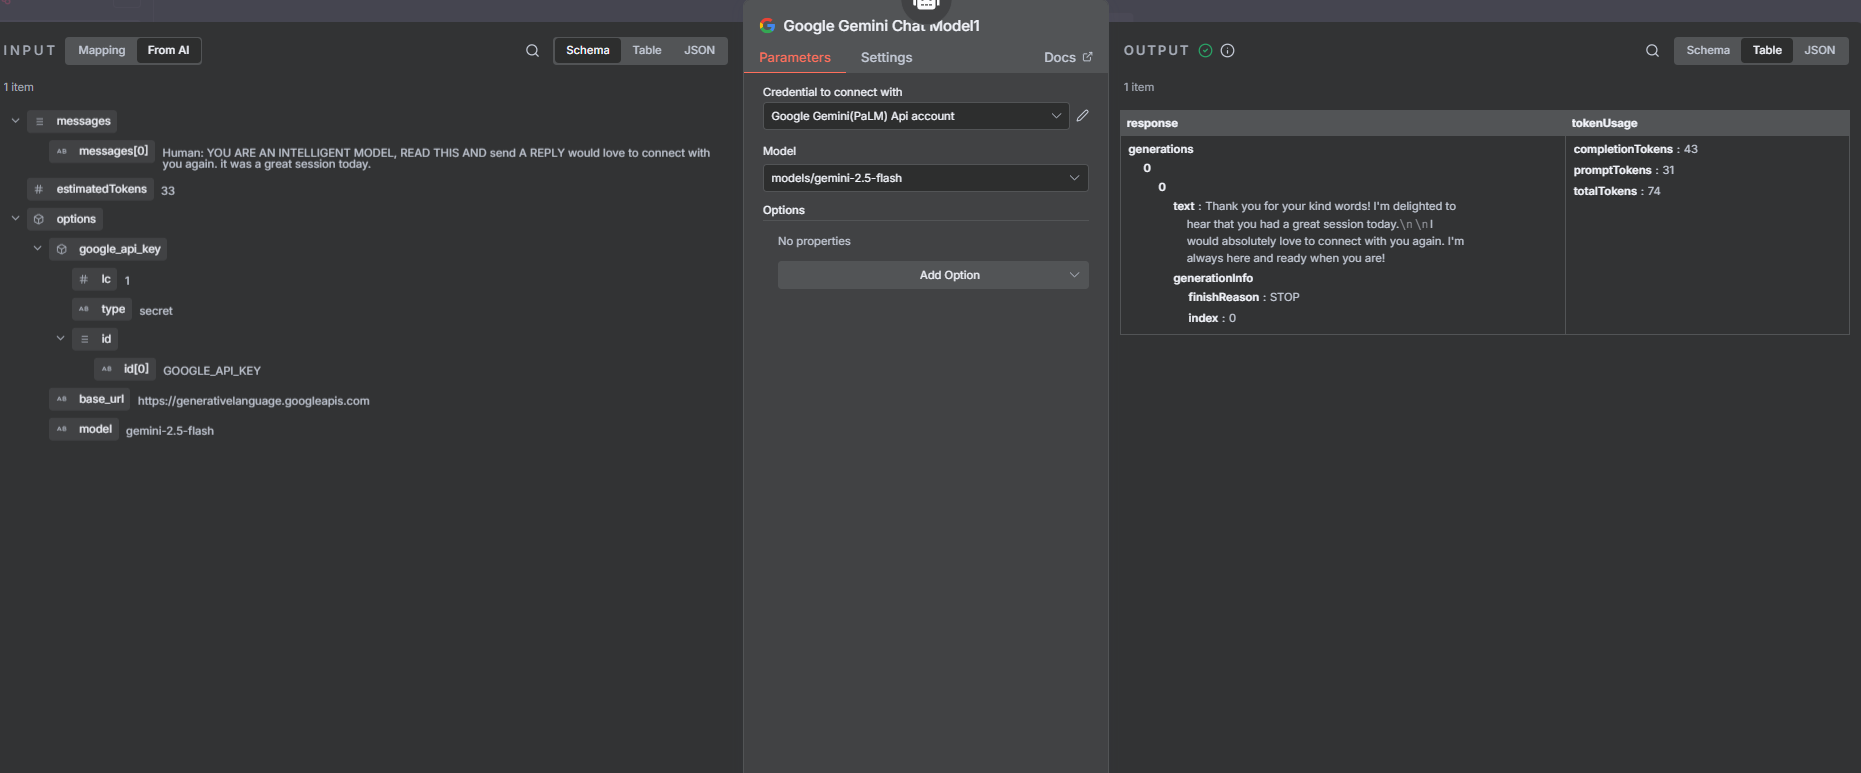 INPUT
Mapping
From AI
Schema
Table
JSON
1 item
messages
messages[0]
Human: YOU ARE AN INTELLIGENT MODEL, READ THIS AND send A REPLY would love to connect with
you again. it was a great session today.
estimatedTokens
33
options
google_api_key
lc
1
type
secret
id
id[0]
GOOGLE_API_KEY
base_url
https://generativelanguage.googleapis.com
model
gemini-2.5-flash
Google Gemini Chat Model1
Parameters
Settings
Docs
Credential to connect with
Google Gemini(PaLM) Api account
Model
models/gemini-2.5-flash
Options
No properties
Add Option
OUTPUT
Schema
Table
JSON
1 item
response
tokenUsage
generations
0
0
text : Thank you for your kind words! I'm delighted to
hear that you had a great session today.\n \n I
would absolutely love to connect with you again. I'm
always here and ready when you are!
generationInfo
finishReason : STOP
index : 0
completionTokens : 43
promptTokens : 31
totalTokens : 74